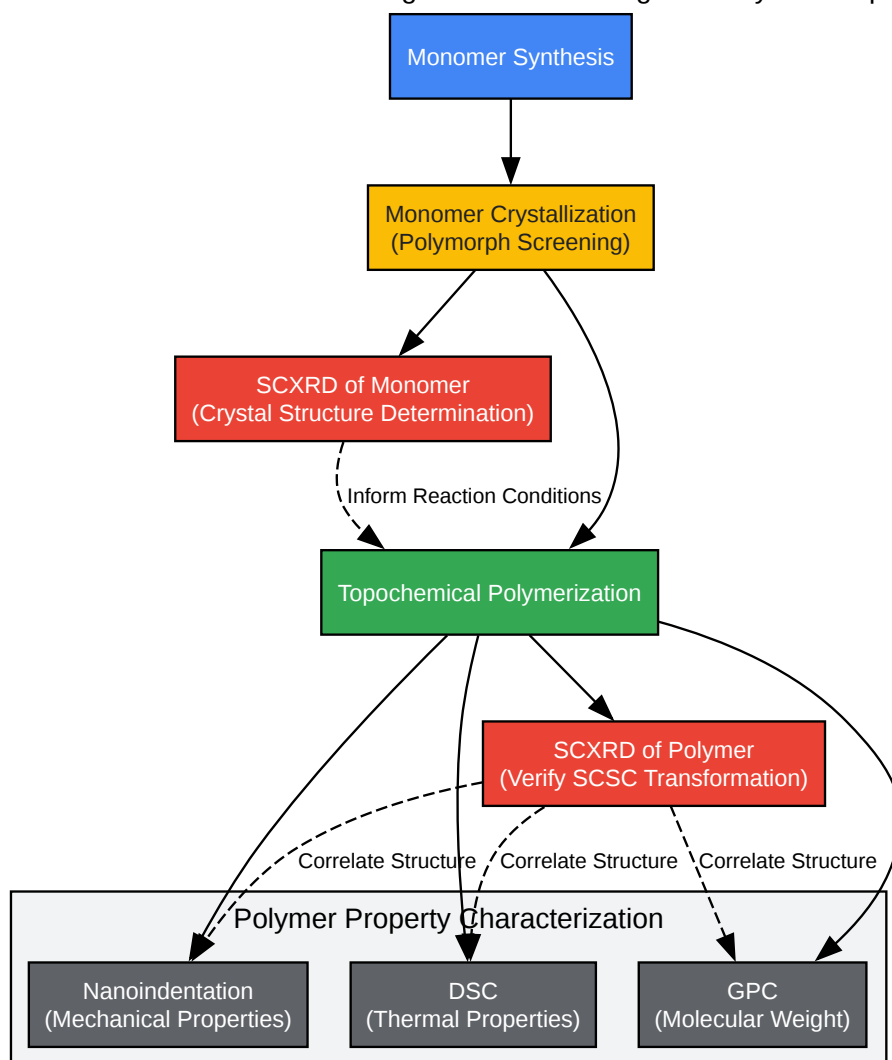 Monomer Synthesis
Monomer Crystallization
(Polymorph Screening)
SCXRD of Monomer
(Crystal Structure Determination)
Inform Reaction Conditions
Topochemical Polymerization
SCXRD of Polymer
(Verify SCSC Transformation)
Correlate Structure
Correlate Structure
Correlate Structure
Polymer Property Characterization
Nanoindentation
(Mechanical Properties)
DSC
(Thermal Properties)
GPC
(Molecular Weight)